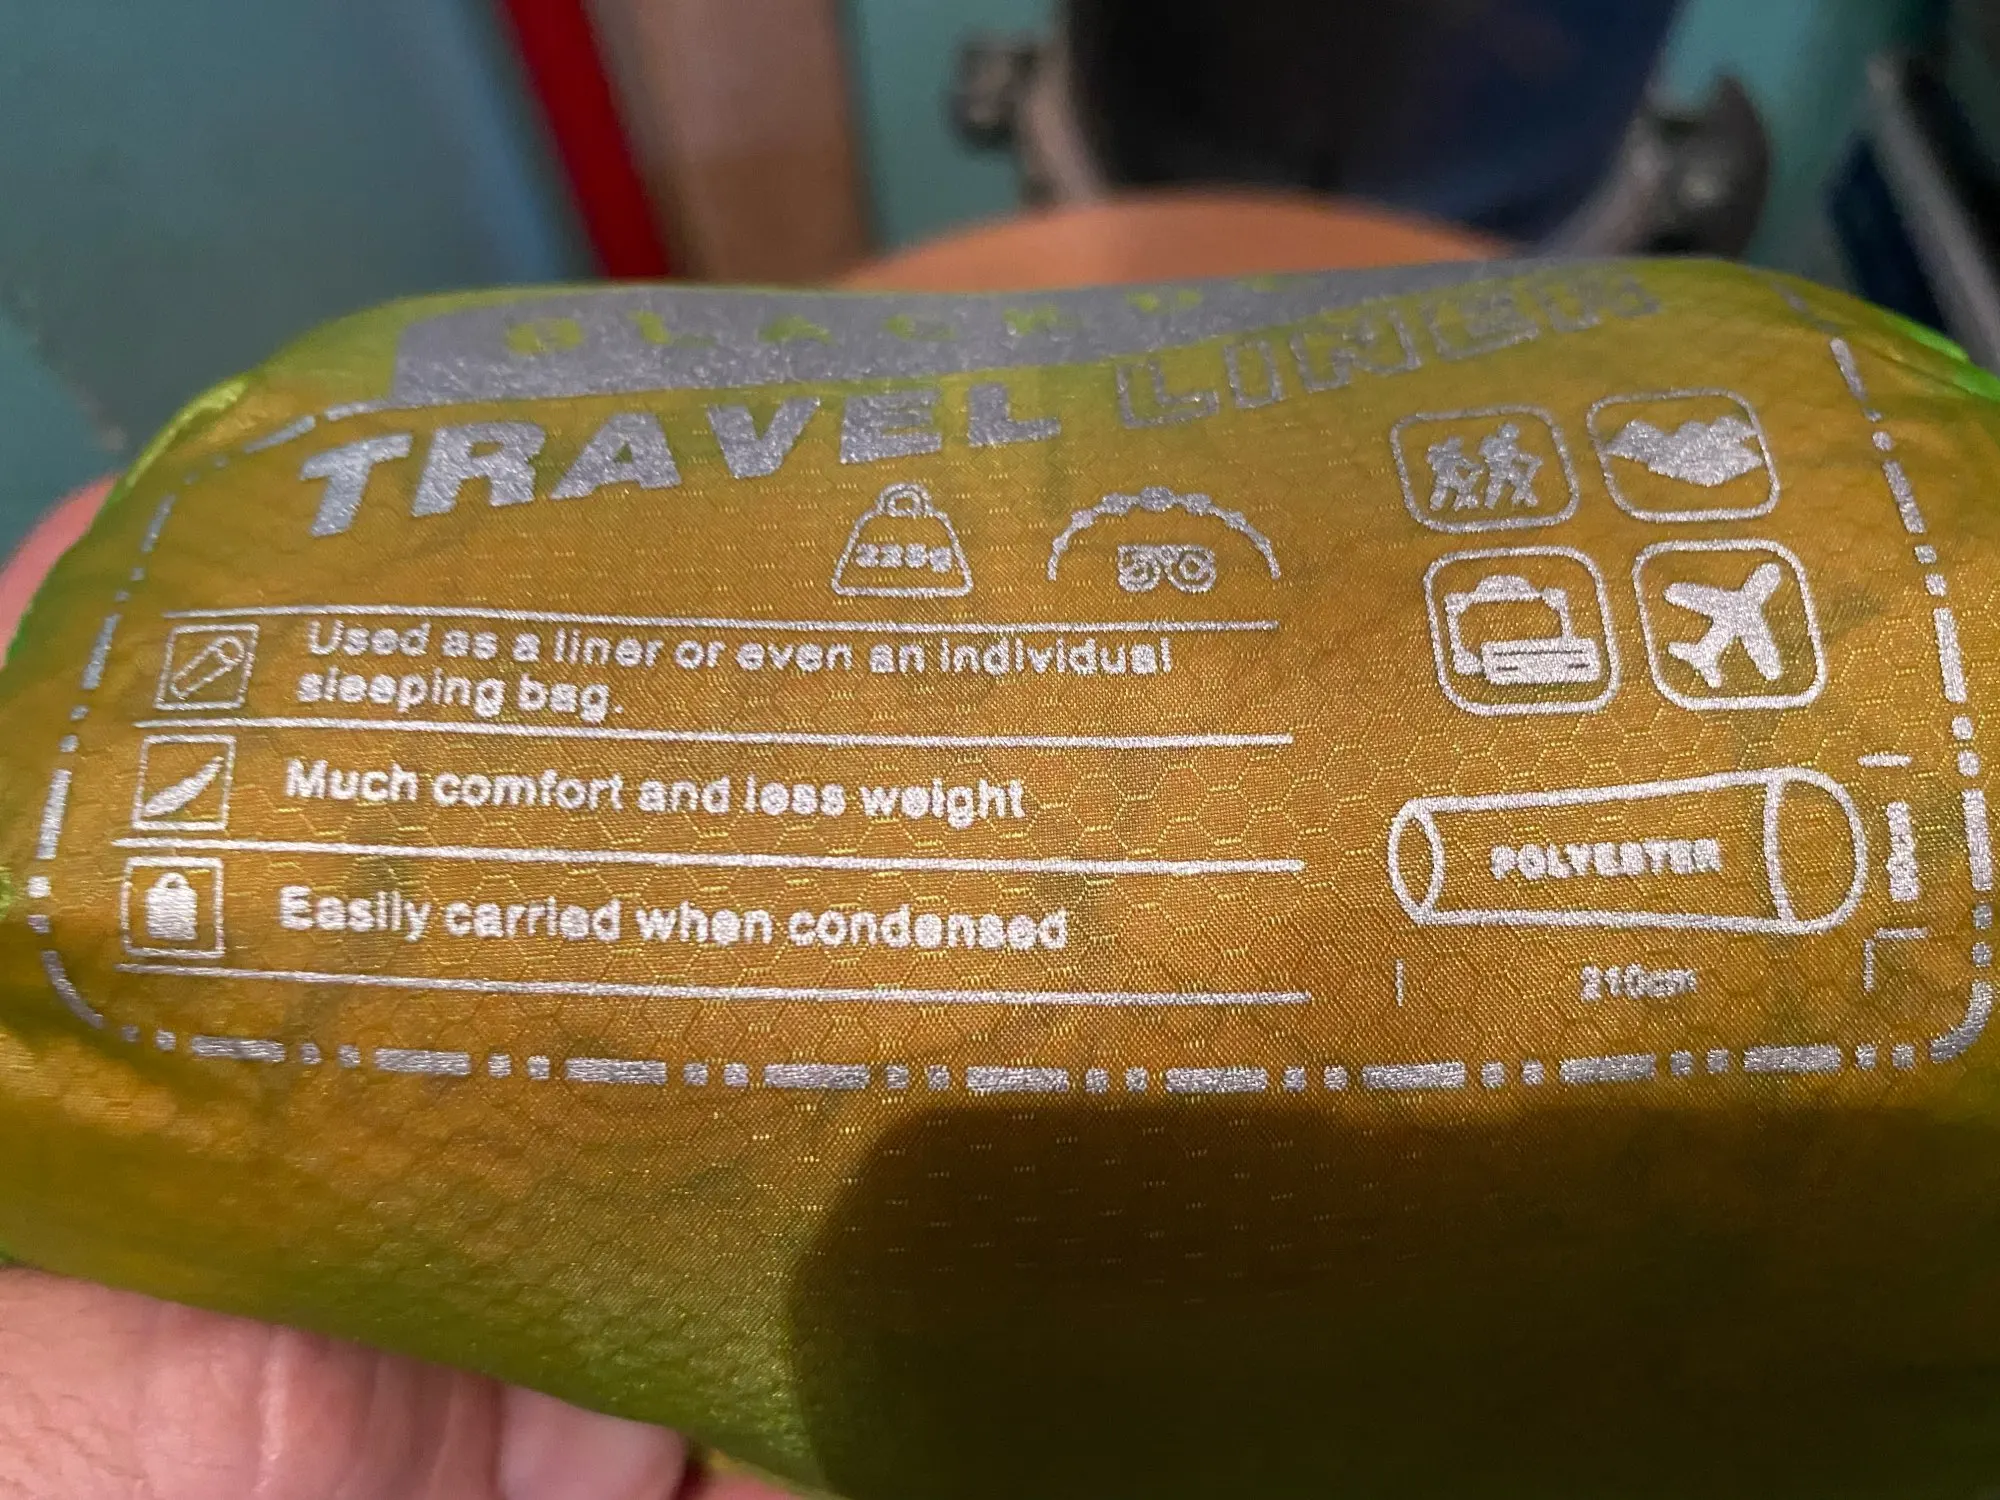 TRAVEL LINER
Used as a liner or even an individual
sleeping bag.
Much comfort and less weight
Easily carried when condensed
POLYESTER
210cm